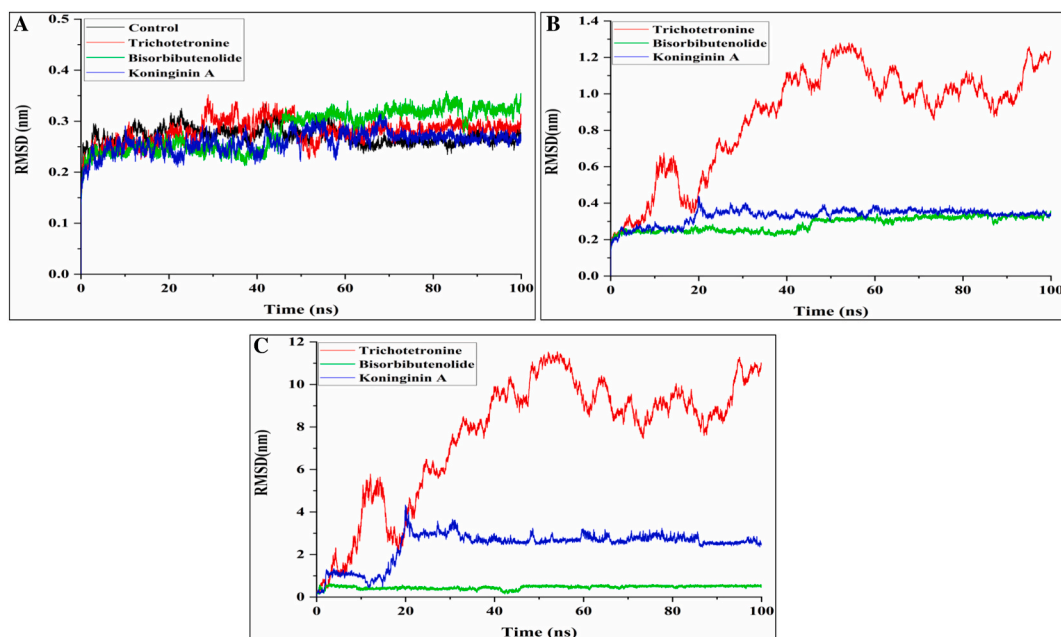 A
Control
Trichotetronine
Bisorbibutenolide
Koninginin A
RMSD (nm)
0.5
0.4
0.3
0.2
0.1
0.0
0 20 40 60 80 100
Time (ns)
B
Trichotetronine
Bisorbibutenolide
Koninginin A
RMSD(nm)
1.4
1.2
1.0
0.8
0.6
0.4
0.2
0.0
0 20 40 60 80 100
Time (ns)
C
Trichotetronine
Bisorbibutenolide
Koninginin A
RMSD(nm)
12
10
8
6
4
2
0
0 20 40 60 80 100
Time (ns)